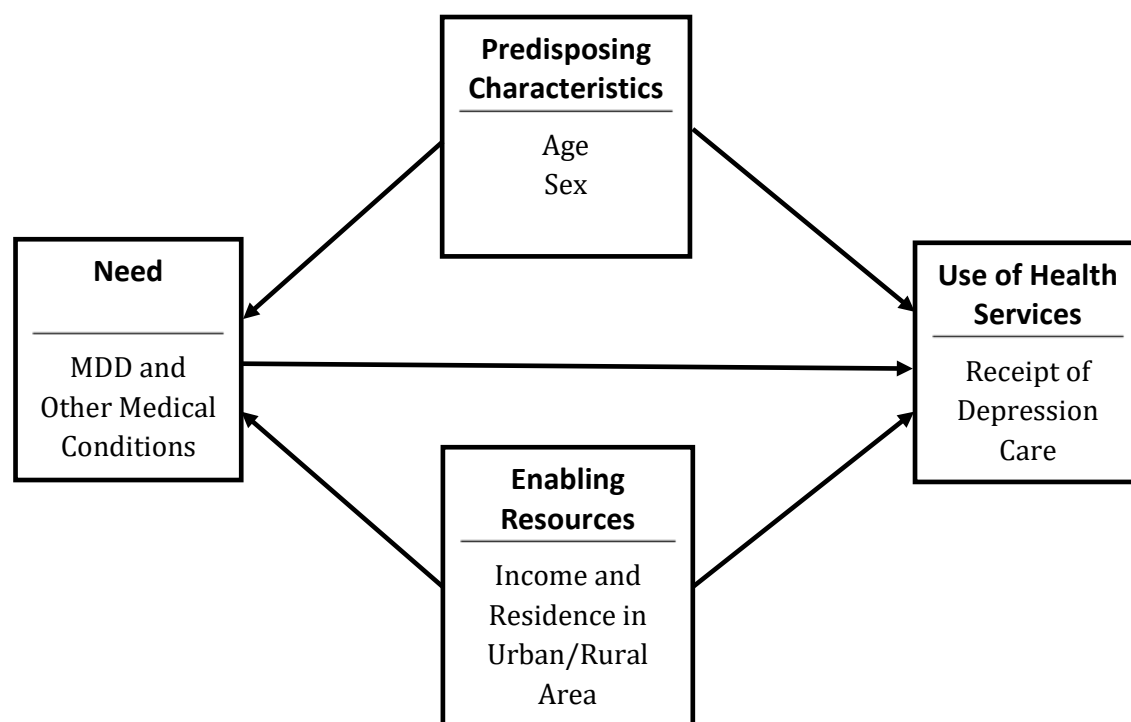 Predisposing
Characteristics
Age
Sex
Need
MDD and
Other Medical
Conditions
Use of Health
Services
Receipt of
Depression
Care
Enabling
Resources
Income and
Residence in
Urban/Rural
Area